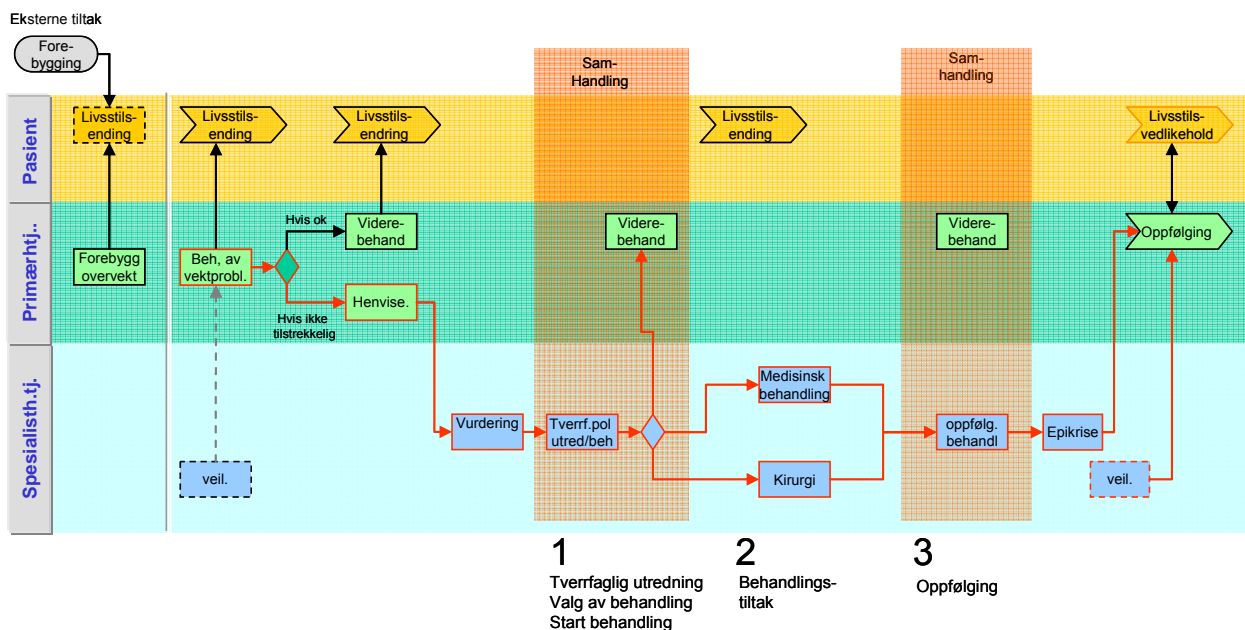 Eksterne tiltak
Fore-
bygging
Sam-
Handling
Sam-
handling
Pasient
Livsstils-
ending
Livsstils-
ending
Livsstils-
endring
Livsstils-
ending
Livsstils-
vedlikehold
Primærhtj..
Forebygg
overvekt
Beh, av
vektprobl.
Hvis ok
Videre-
behand
Henvise.
Hvis ikke
tilstrekkelig
Videre-
behand
Videre-
behand
Oppfølging
Spesialisth.tj.
veil.
Vurdering
Tverrf.pol
utred/beh
Medisinsk
behandling
Kirurgi
oppfølg.
behandl
Epikrise
veil.
1
Tverrfaglig utredning
Valg av behandling
Start behandling
2
Behandlings-
tiltak
3
Oppfølging